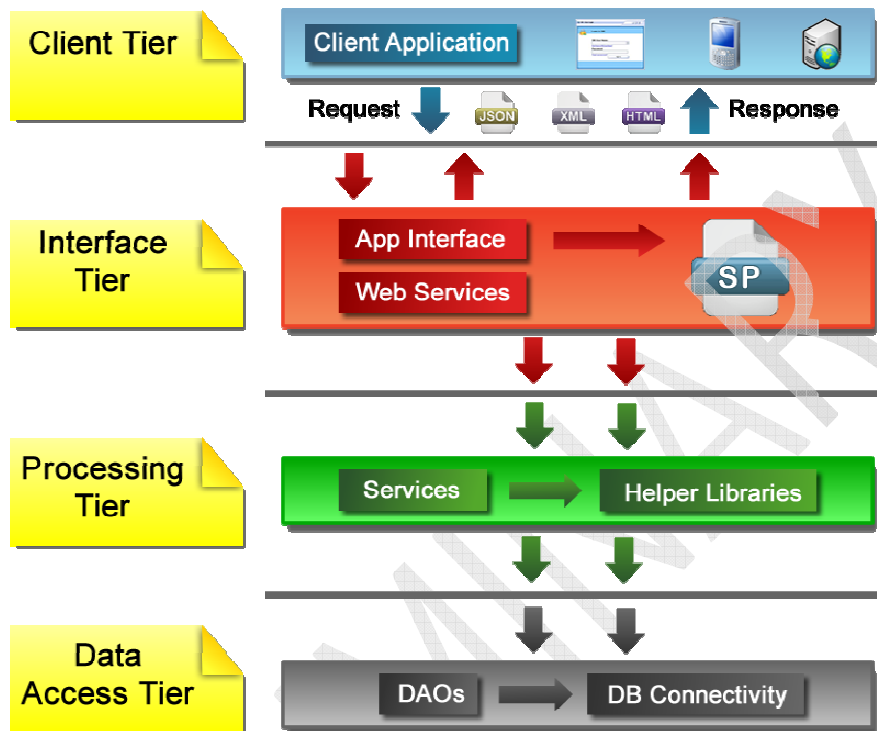 Client Tier
Client Application
Request
JSON
XML
HTML
Response
Interface
Tier
App Interface
Web Services
SP
Processing
Tier
Services
Helper Libraries
Data
Access Tier
DAOs
DB Connectivity